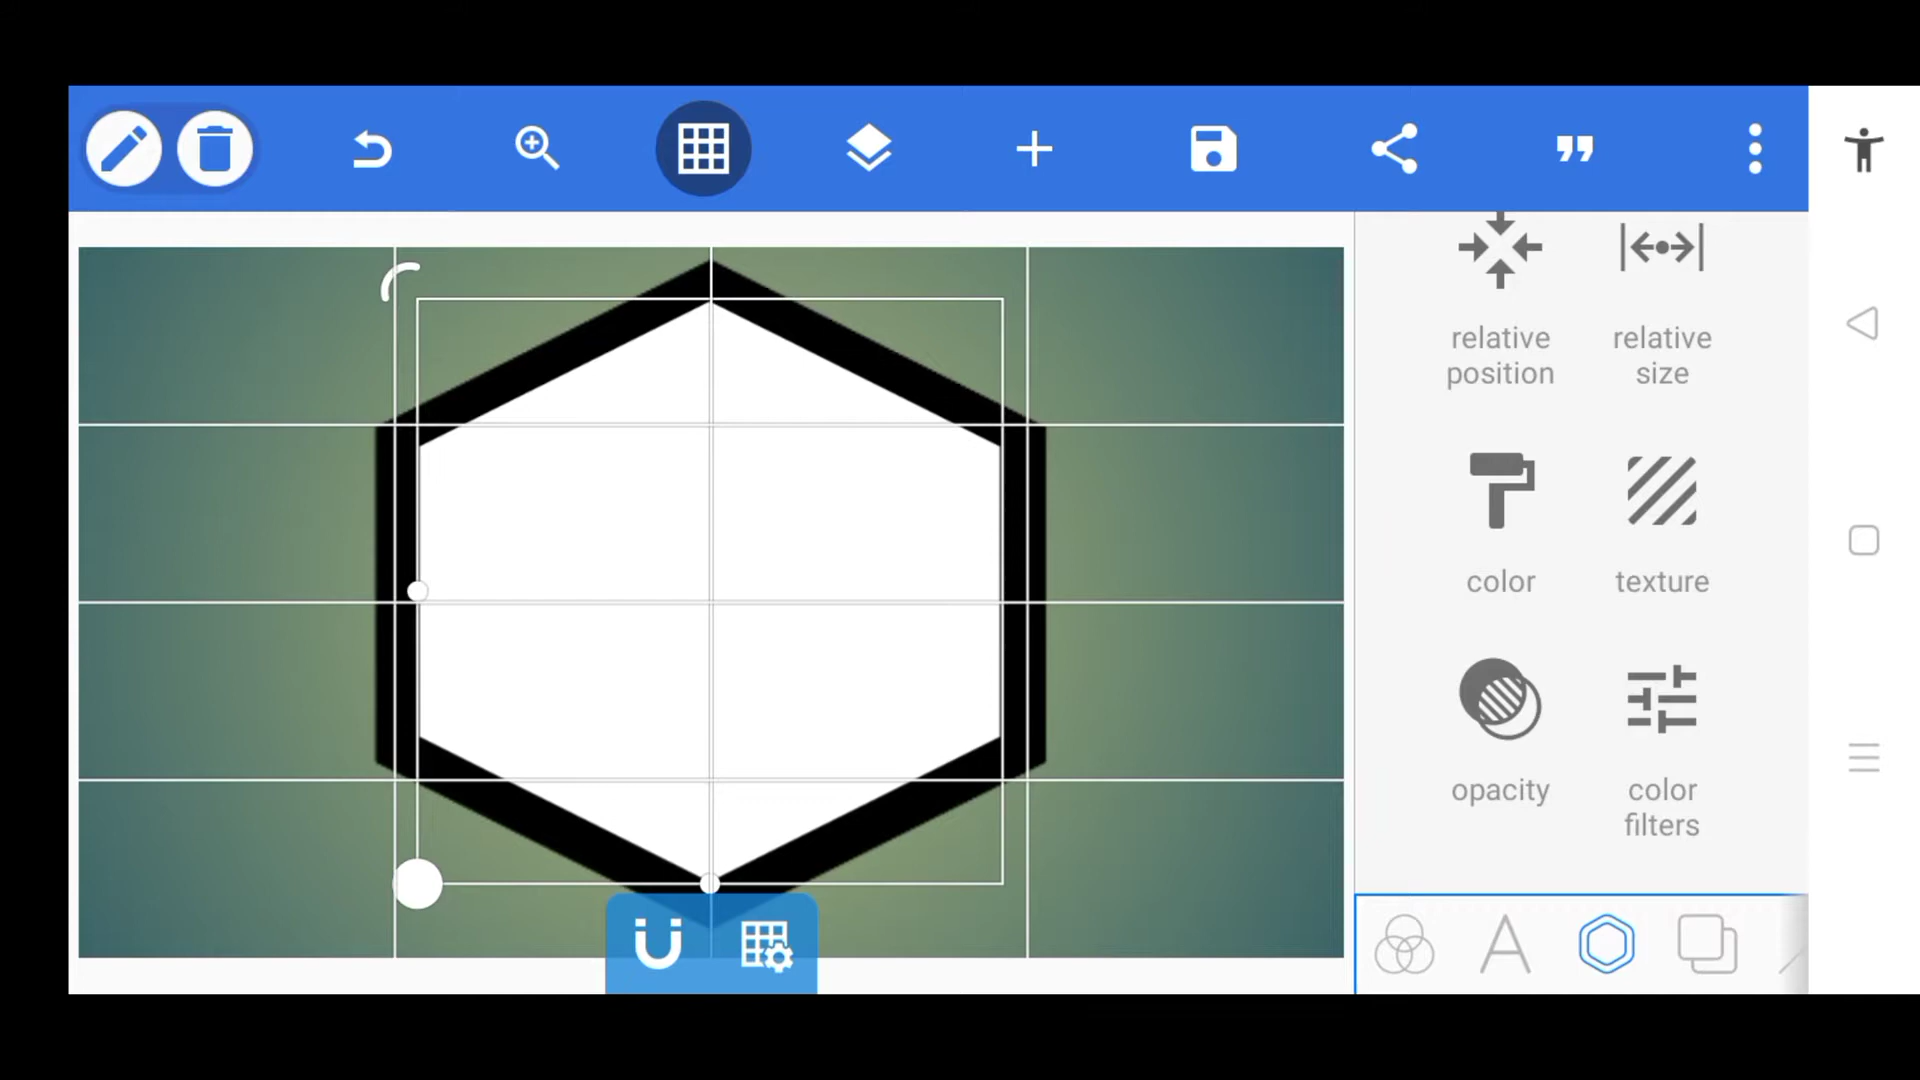 relative position
relative size
color
texture
opacity
color filters